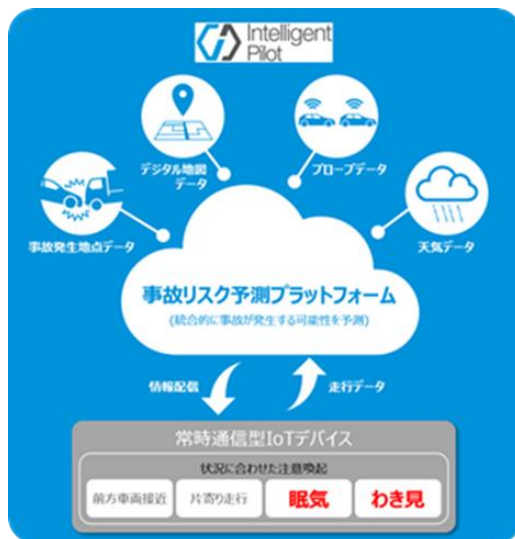 Intelligent
Pilot
デジタル地図
データ
プローブデータ
事故発生地点データ
天気データ
事故リスク予測プラットフォーム
(統合的に事故が発生する可能性を予測)
情報配信
走行データ
常時通信型IoTデバイス
状況に合わせた注意喚起
前方車両接近
片寄り走行
眠気
わき見